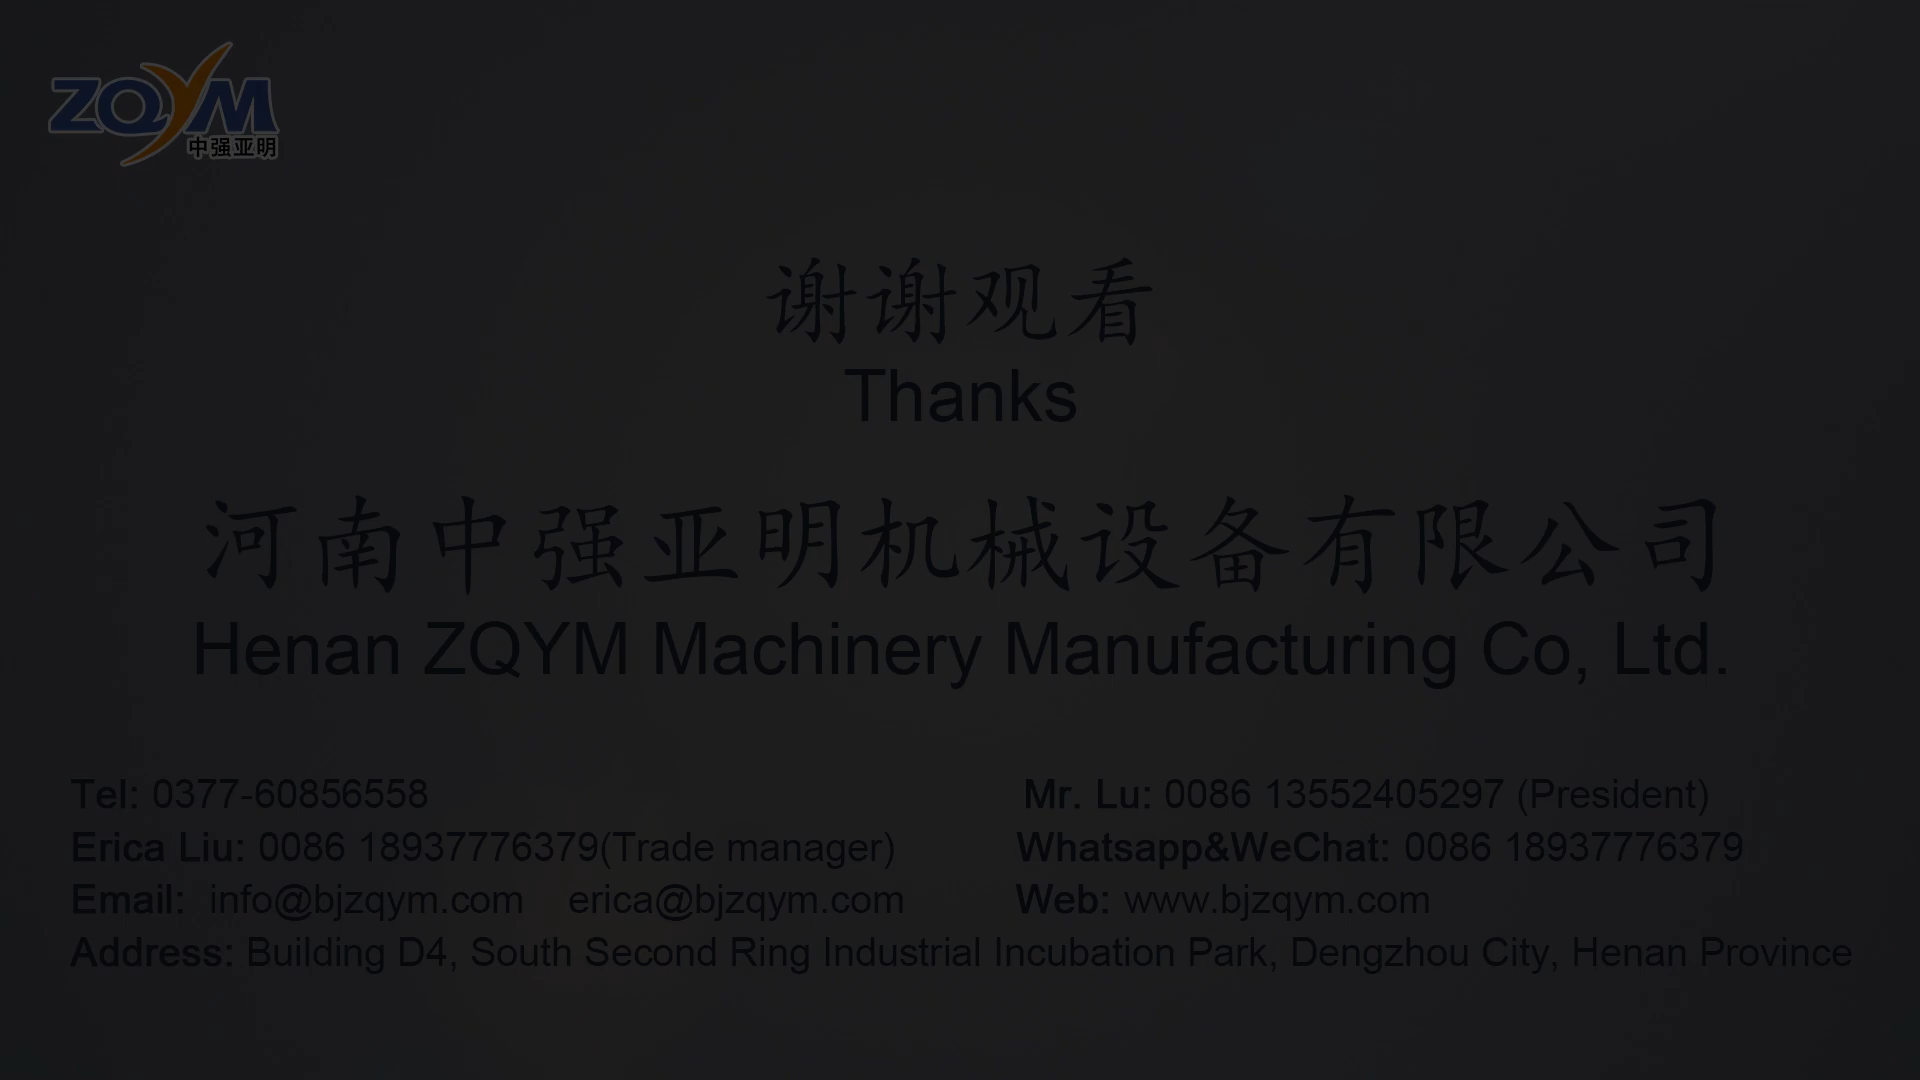 ZQYM
中强亚明
谢谢观看
Thanks
河南中强亚明机械设备有限公司
Henan ZQYM Machinery Manufacturing Co, Ltd.
Tel: 0377-60856558
Mr. Lu: 0086 13552405297 (President)
Erica Liu: 0086 18937776379(Trade manager)
Whatsapp&WeChat: 0086 18937776379
Email: info@bjzqym.com erica@bjzqym.com
Web: www.bjzqym.com
Address: Building D4, South Second Ring Industrial Incubation Park, Dengzhou City, Henan Province